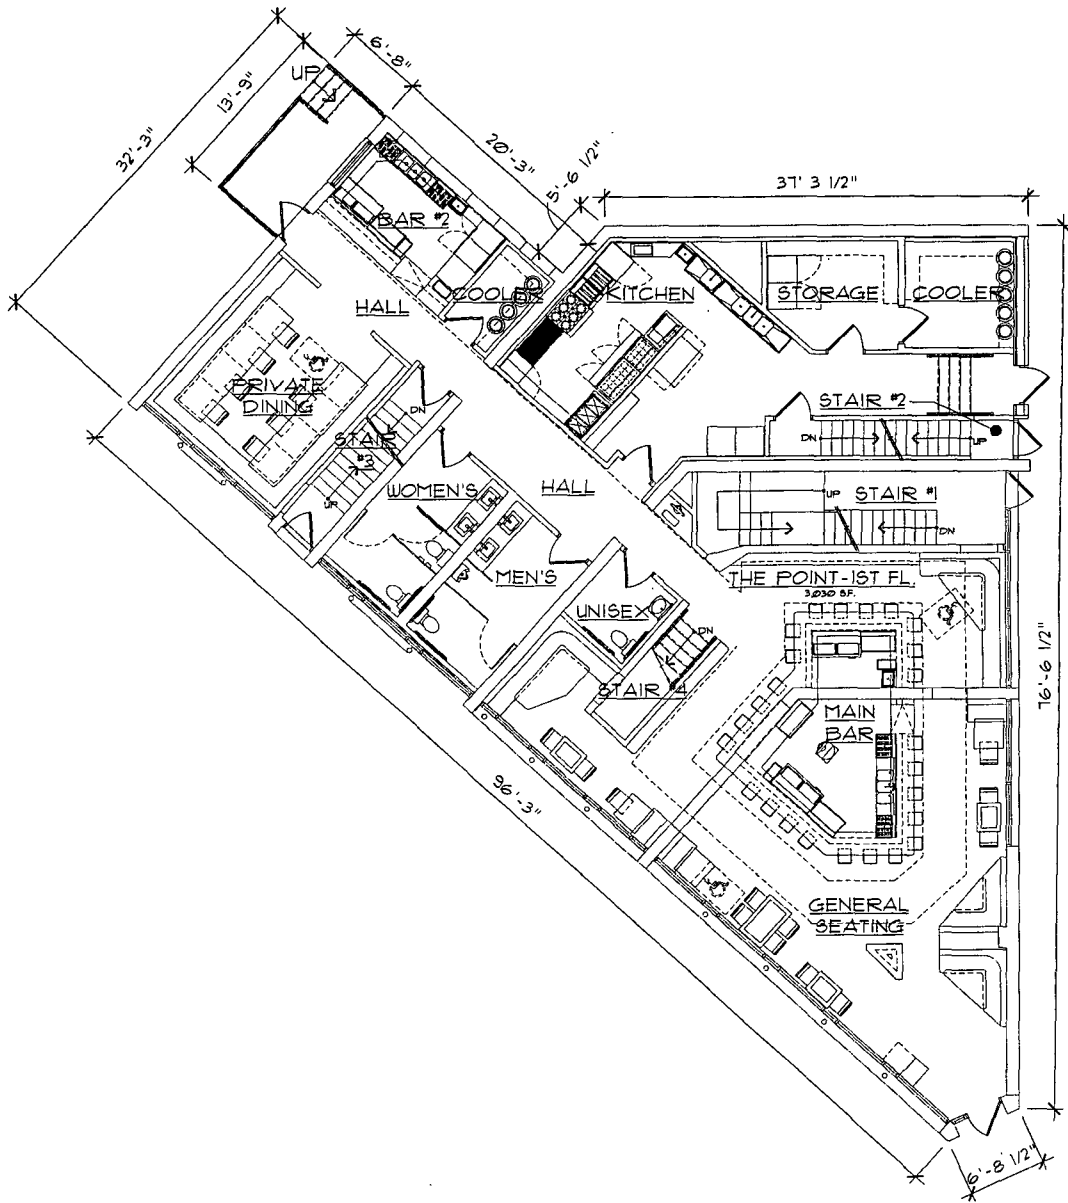 6'-8"
UP
13'-9"
32'-3"
20'-3"
5'-6 1/2"
37' 3 1/2"
BAR #2
COOLER
KITCHEN
STORAGE
COOLER
HALL
PRIVATE
DINING
DN
STAIR #2
STAIR
#3
DN
UP
UP
WOMEN'S
HALL
UP
STAIR #1
DN
MEN'S
THE POINT-1ST FL.
3,030 S.F.
UNISEX
DN
STAIR #4
76'-6 1/2"
MAIN
BAR
96'-3"
GENERAL
SEATING
6'-8 1/2"